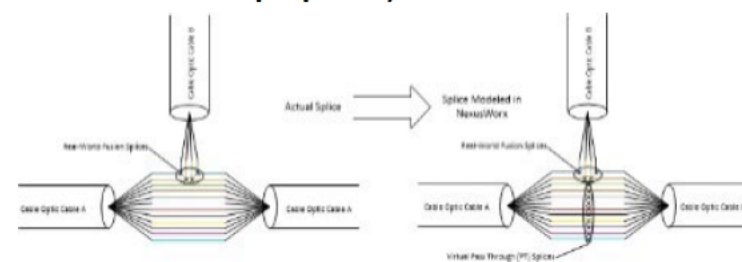 Cable Optic Cable B
Cable Optic Cable B
Actual Splice
Splice Modeled in
NexusWorx
Real-World Fusion Splices
Real-World Fusion Splices
Cable Optic Cable A
Cable Optic Cable A
Cable Optic Cable A
Cable Optic Cable
Virtual Pass Through (PT) Splices